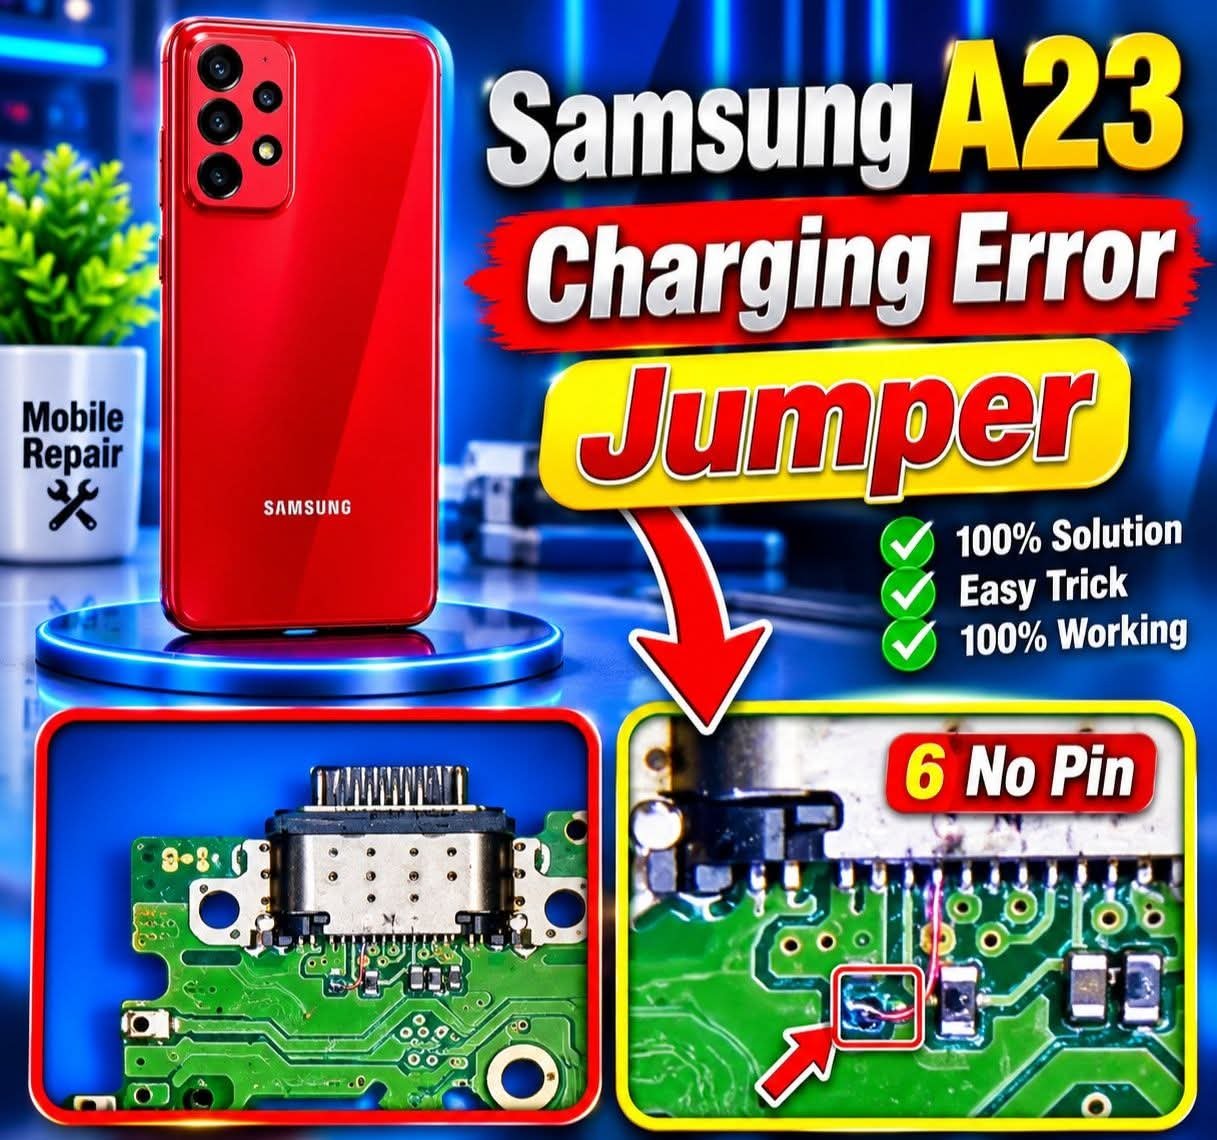 Samsung A23
Charging Error
Jumper
100% Solution
Easy Trick
100% Working
Mobile
Repair
SAMSUNG
6 No Pin